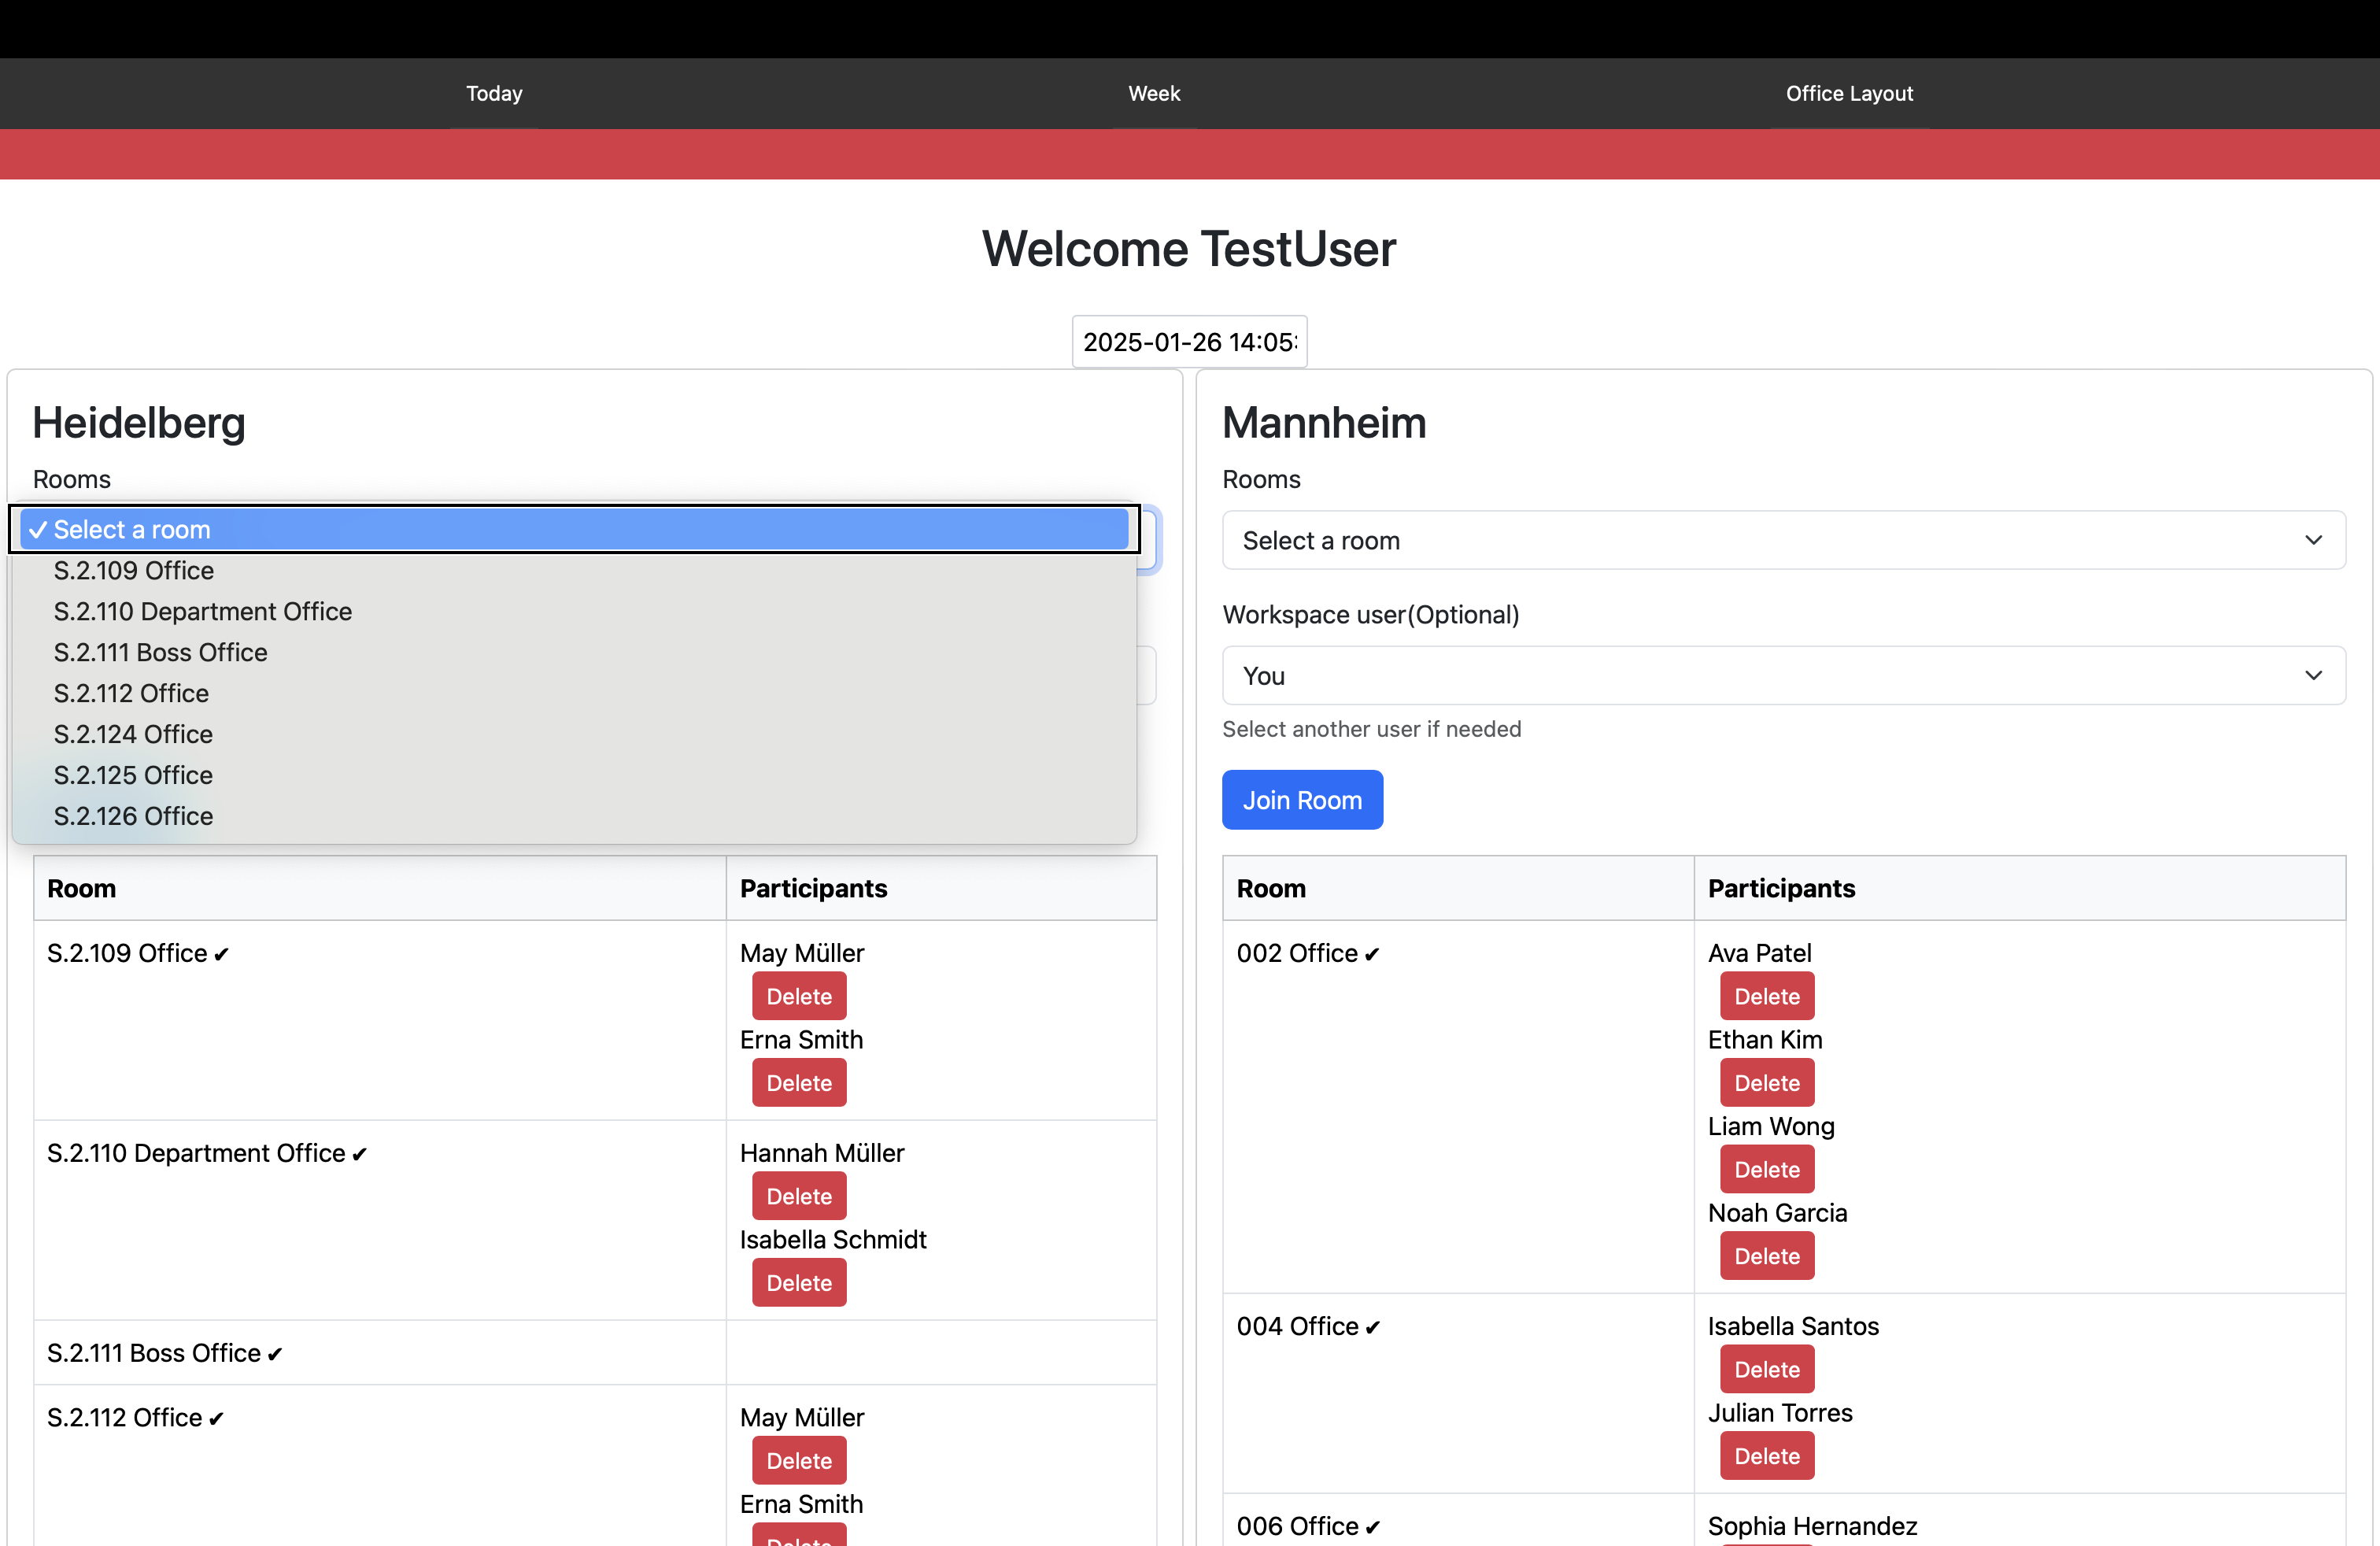 Today
Week
Office Layout
Welcome TestUser
2025-01-26 14:05:
Heidelberg
Rooms
✓ Select a room
S.2.109 Office
S.2.110 Department Office
S.2.111 Boss Office
S.2.112 Office
S.2.124 Office
S.2.125 Office
S.2.126 Office
Room Participants
S.2.109 Office ✔ May Müller
Delete
Erna Smith
Delete
S.2.110 Department Office ✔ Hannah Müller
Delete
Isabella Schmidt
Delete
S.2.111 Boss Office ✔
S.2.112 Office ✔ May Müller
Delete
Erna Smith
Delete
Mannheim
Rooms
Select a room
Workspace user(Optional)
You
Select another user if needed
Join Room
Room Participants
002 Office ✔ Ava Patel
Delete
Ethan Kim
Delete
Liam Wong
Delete
Noah Garcia
Delete
004 Office ✔ Isabella Santos
Delete
Julian Torres
Delete
006 Office ✔ Sophia Hernandez